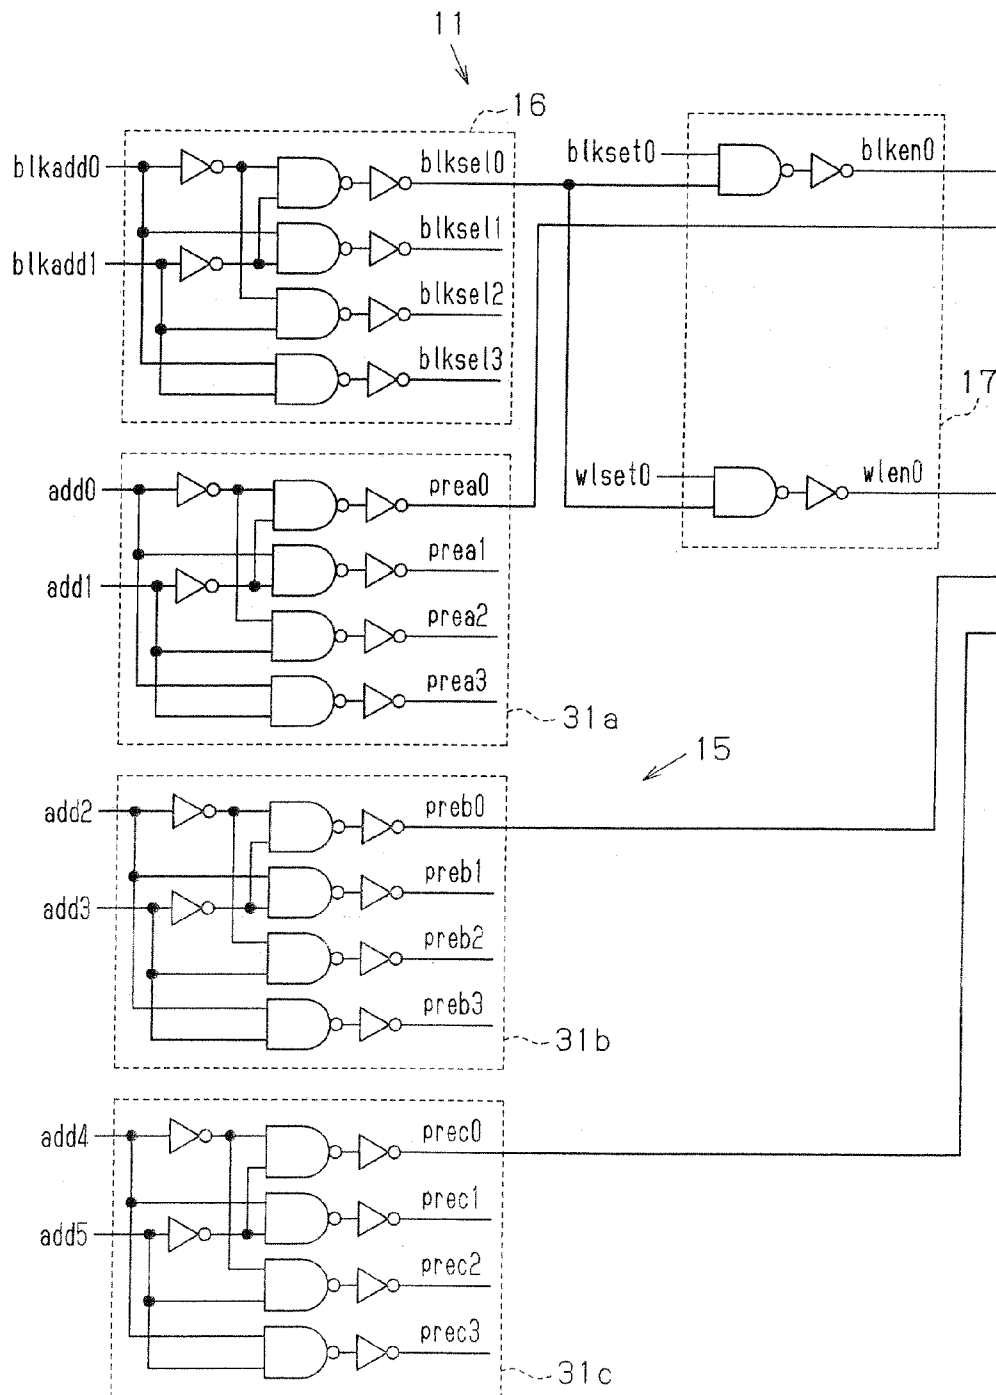 11
16
blkadd0
blksel0
blkset0
blken0
blksel1
blkadd1
blksel2
blksel3
17
add0
prea0
wlset0
wlen0
prea1
add1
prea2
prea3
31a
15
add2
preb0
preb1
add3
preb2
preb3
31b
add4
prec0
prec1
add5
prec2
prec3
31c